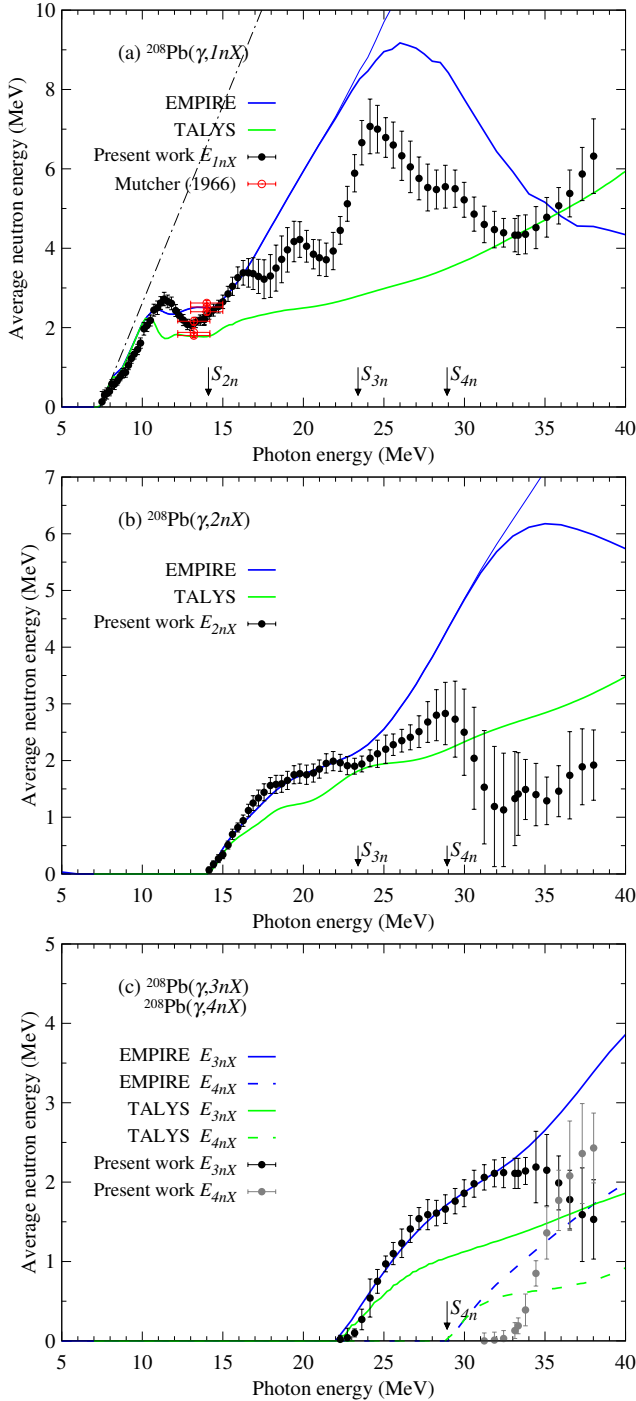 10
8
6
4
2
0
Average neutron energy (MeV)
(a) ²⁰⁸Pb(γ,1nX)
EMPIRE
TALYS
Present work E₁ₙX
Mutcher (1966)
S₂ₙ
S₃ₙ
S₄ₙ
5 10 15 20 25 30 35 40
Photon energy (MeV)
7
6
5
4
3
2
1
0
Average neutron energy (MeV)
(b) ²⁰⁸Pb(γ,2nX)
EMPIRE
TALYS
Present work E₂ₙX
S₃ₙ
S₄ₙ
5 10 15 20 25 30 35 40
Photon energy (MeV)
5
4
3
2
1
0
Average neutron energy (MeV)
(c) ²⁰⁸Pb(γ,3nX)
²⁰⁸Pb(γ,4nX)
EMPIRE E₃ₙX
EMPIRE E₄ₙX
TALYS E₃ₙX
TALYS E₄ₙX
Present work E₃ₙX
Present work E₄ₙX
S₄ₙ
5 10 15 20 25 30 35 40
Photon energy (MeV)